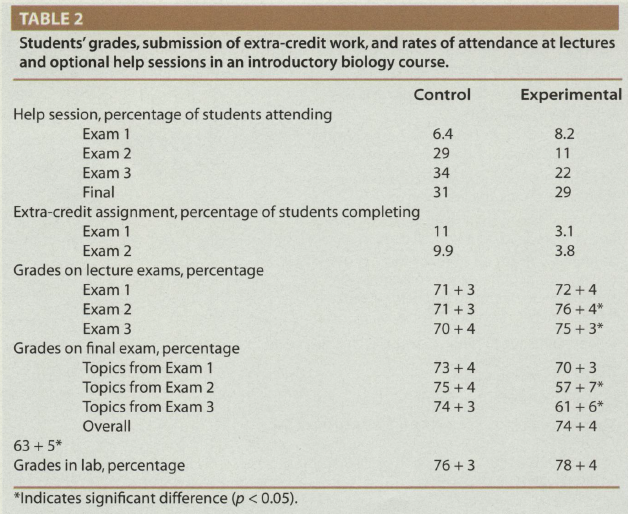 TABLE 2
Students' grades, submission of extra-credit work, and rates of attendance at lectures
and optional help sessions in an introductory biology course.
Control Experimental
Help session, percentage of students attending
Exam 1 6.4 8.2
Exam 2 29 11
Exam 3 34 22
Final 31 29
Extra-credit assignment, percentage of students completing
Exam 1 11 3.1
Exam 2 9.9 3.8
Grades on lecture exams, percentage
Exam 1 71 + 3 72 + 4
Exam 2 71 + 3 76 + 4*
Exam 3 70 + 4 75 + 3*
Grades on final exam, percentage
Topics from Exam 1 73 + 4 70 + 3
Topics from Exam 2 75 + 4 57 + 7*
Topics from Exam 3 74 + 3 61 + 6*
Overall 74 + 4
63 + 5*
Grades in lab, percentage 76 + 3 78 + 4
*Indicates significant difference (p < 0.05).